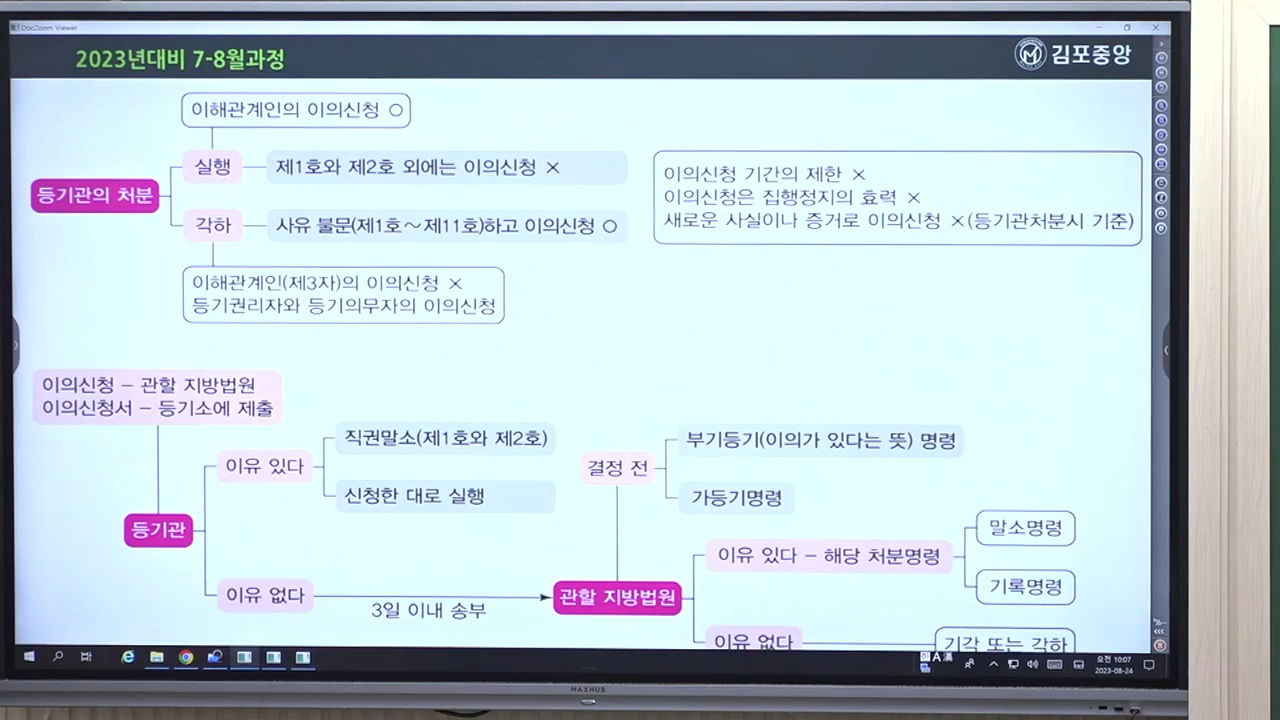 DocZoom Viewer
2023년대비 7-8월과정
김포중앙
이해관계인의 이의신청 ○
실행
제1호와 제2호 외에는 이의신청 ×
등기관의 처분
각하
사유 불문(제1호～제11호)하고 이의신청 ○
이해관계인(제3자)의 이의신청 ×
등기권리자와 등기의무자의 이의신청
이의신청 기간의 제한 ×
이의신청은 집행정지의 효력 ×
새로운 사실이나 증거로 이의신청 ×(등기관처분시 기준)
이의신청 – 관할 지방법원
이의신청서 – 등기소에 제출
이유 있다
직권말소(제1호와 제2호)
신청한 대로 실행
등기관
이유 없다
3일 이내 송부
결정 전
부기등기(이의가 있다는 뜻) 명령
가등기명령
관할 지방법원
이유 있다 – 해당 처분명령
말소명령
기록명령
이유 없다
기각 또는 각하
오전 10:07
2023-08-24
MAXHUB